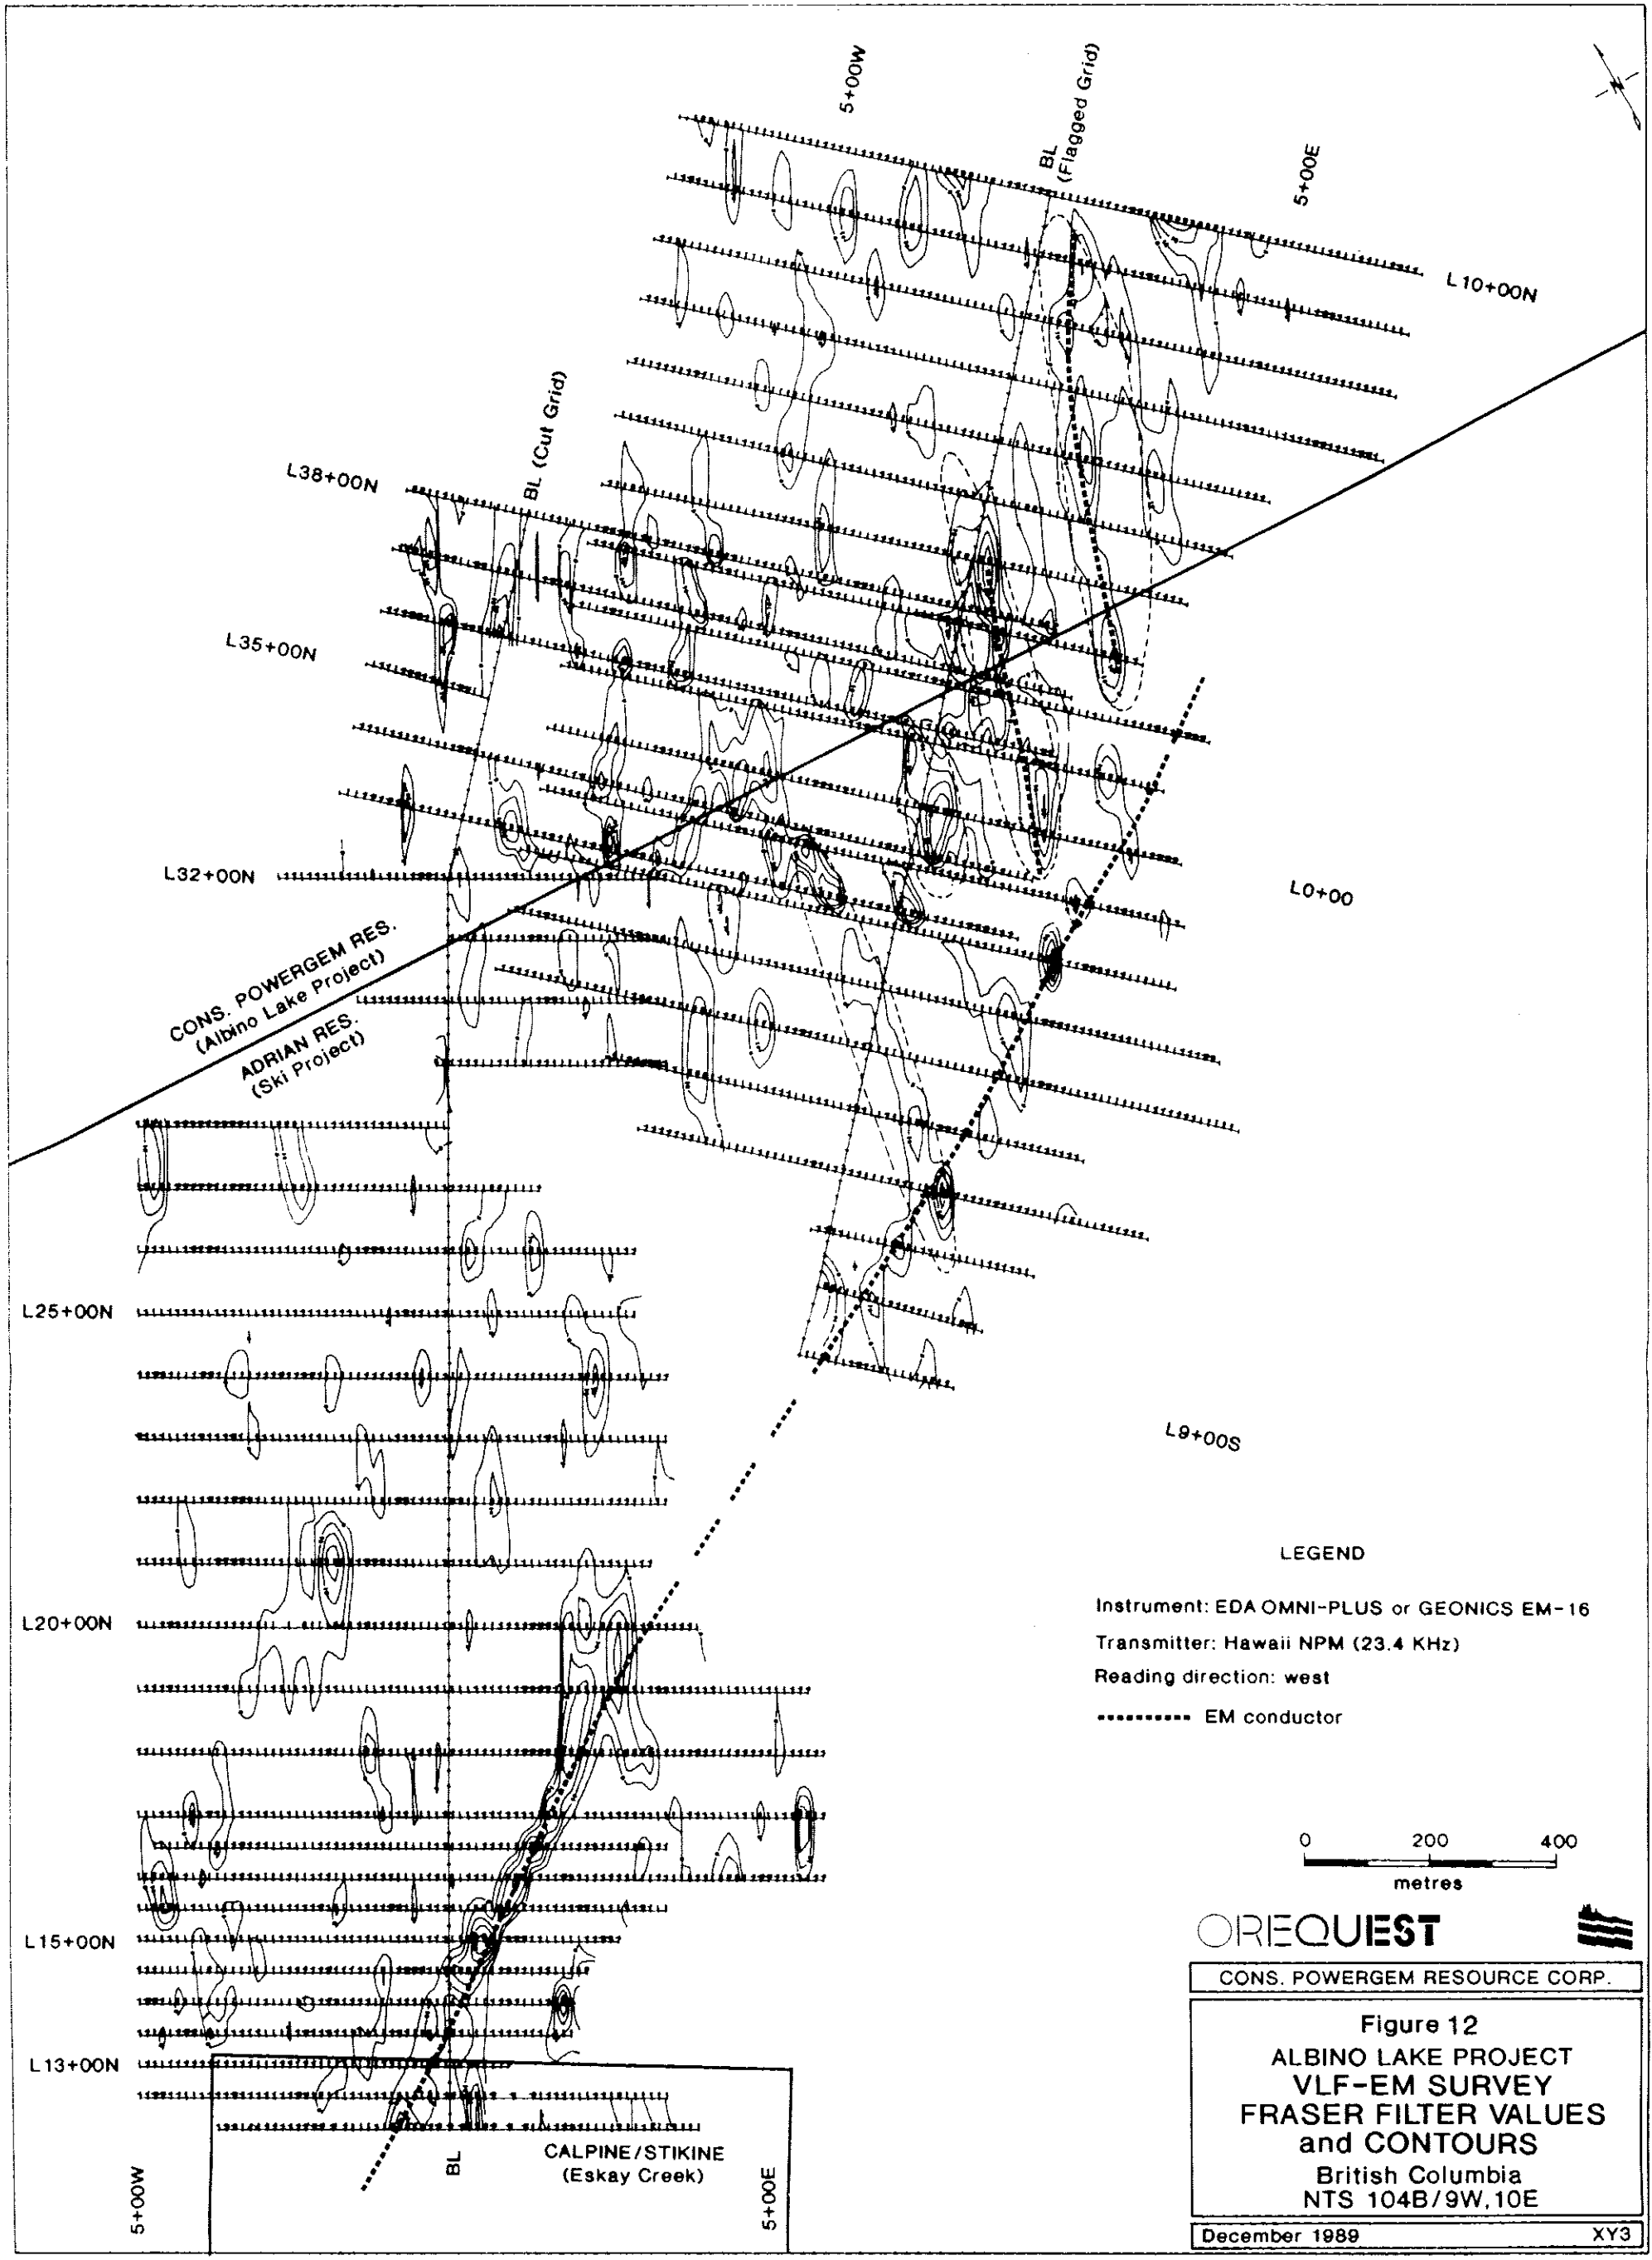 5+00W
BL
(Flagged Grid)
5+00E
N
L10+00N
BL (Cut Grid)
L38+00N
L35+00N
L32+00N
L0+00
CONS. POWERGEM RES.
(Albino Lake Project)
ADRIAN RES.
(Ski Project)
L25+00N
L9+00S
LEGEND
Instrument: EDA OMNI-PLUS or GEONICS EM-16
Transmitter: Hawaii NPM (23.4 KHz)
Reading direction: west
EM conductor
L20+00N
0 200 400
metres
OREQUEST
L15+00N
CONS. POWERGEM RESOURCE CORP.
Figure 12
ALBINO LAKE PROJECT
VLF-EM SURVEY
FRASER FILTER VALUES
and CONTOURS
British Columbia
NTS 104B/9W,10E
December 1989 XY3
L13+00N
CALPINE/STIKINE
(Eskay Creek)
5+00W
BL
5+00E